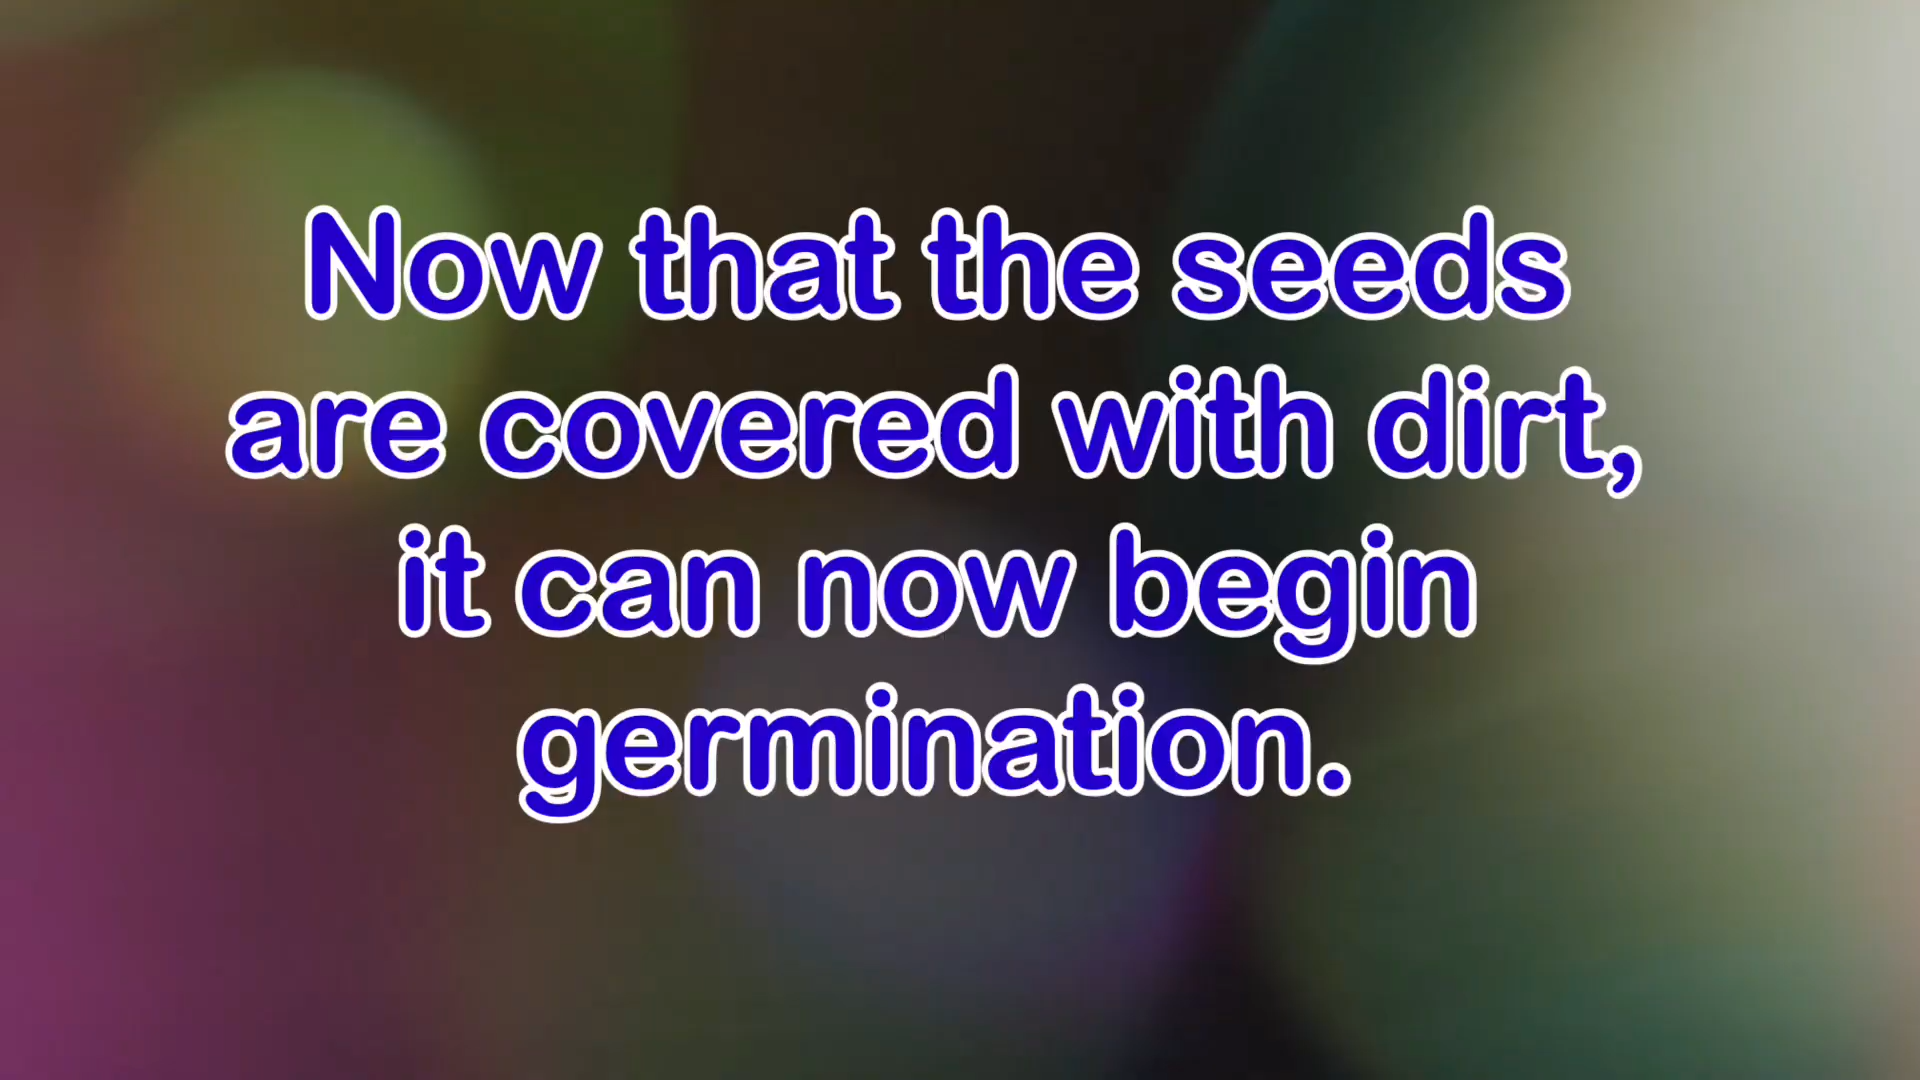 Now that the seeds
are covered with dirt,
it can now begin
germination.